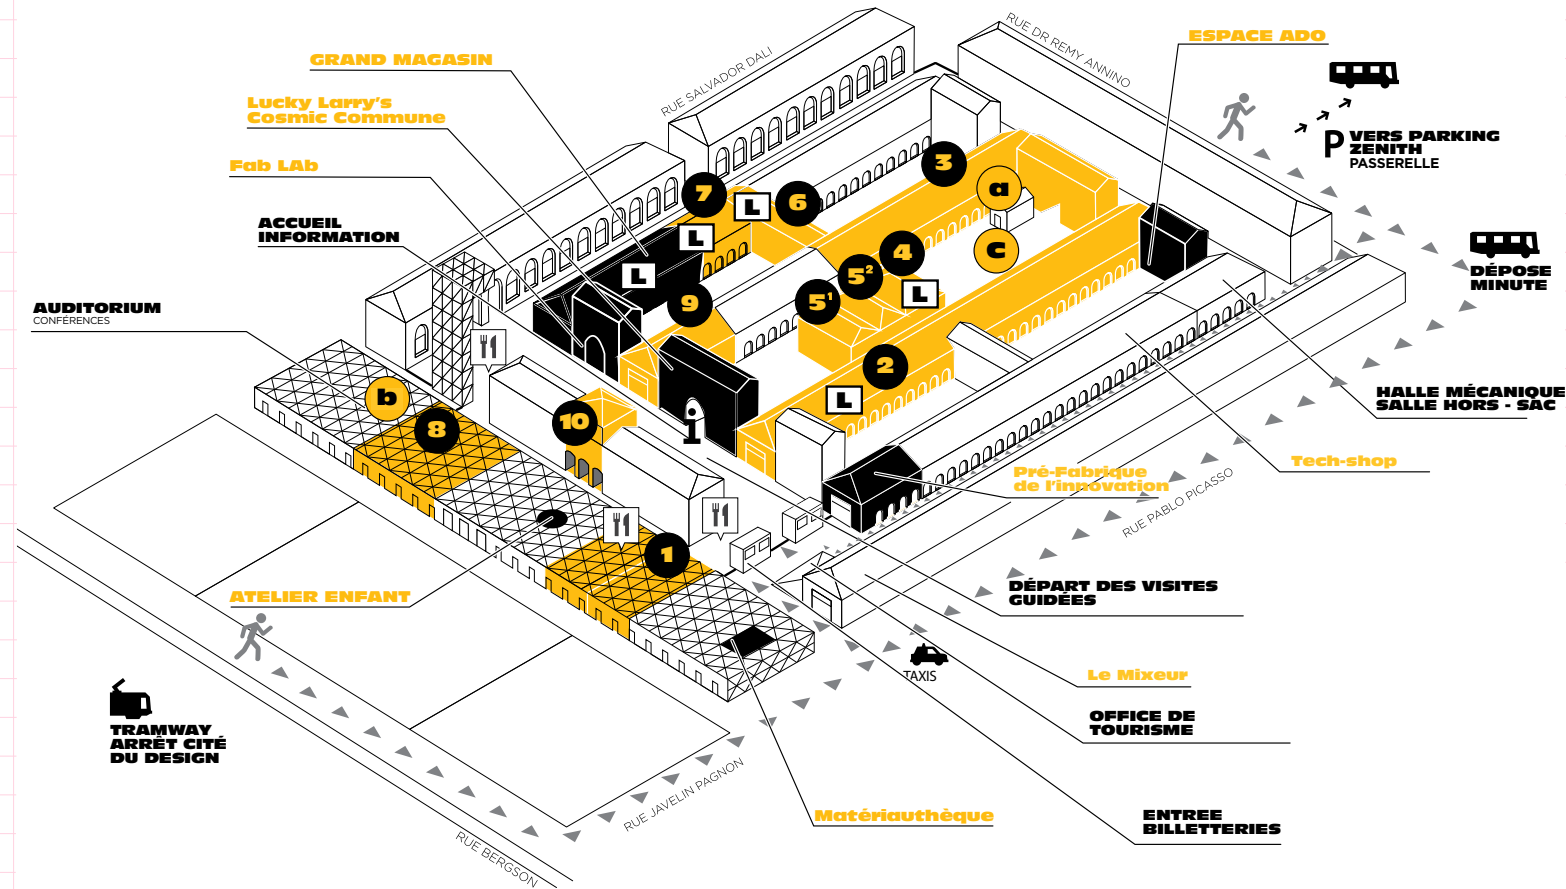 GRAND MAGASIN
Lucky Larry's
Cosmic Commune
Fab LAb
ACCUEIL
INFORMATION
AUDITORIUM
CONFÉRENCES
RUE SALVADOR DALI
RUE DR REMY ANNINO
ESPACE ADO
P VERS PARKING
ZENITH
PASSERELLE
DÉPOSE
MINUTE
3
7
L
6
a
L
4
c
L
5²
9
5¹
L
2
b
L
8
10
i
1
HALLE MÉCANIQUE
SALLE HORS - SAC
Tech-shop
Pré-Fabrique
de l'innovation
RUE PABLO PICASSO
ATELIER ENFANT
DÉPART DES VISITES
GUIDÉES
TAXIS
Le Mixeur
OFFICE DE
TOURISME
TRAMWAY
ARRÊT CITÉ
DU DESIGN
RUE JAVELIN PAGNON
Matériauthèque
ENTREE
BILLETTERIES
RUE BERGSON